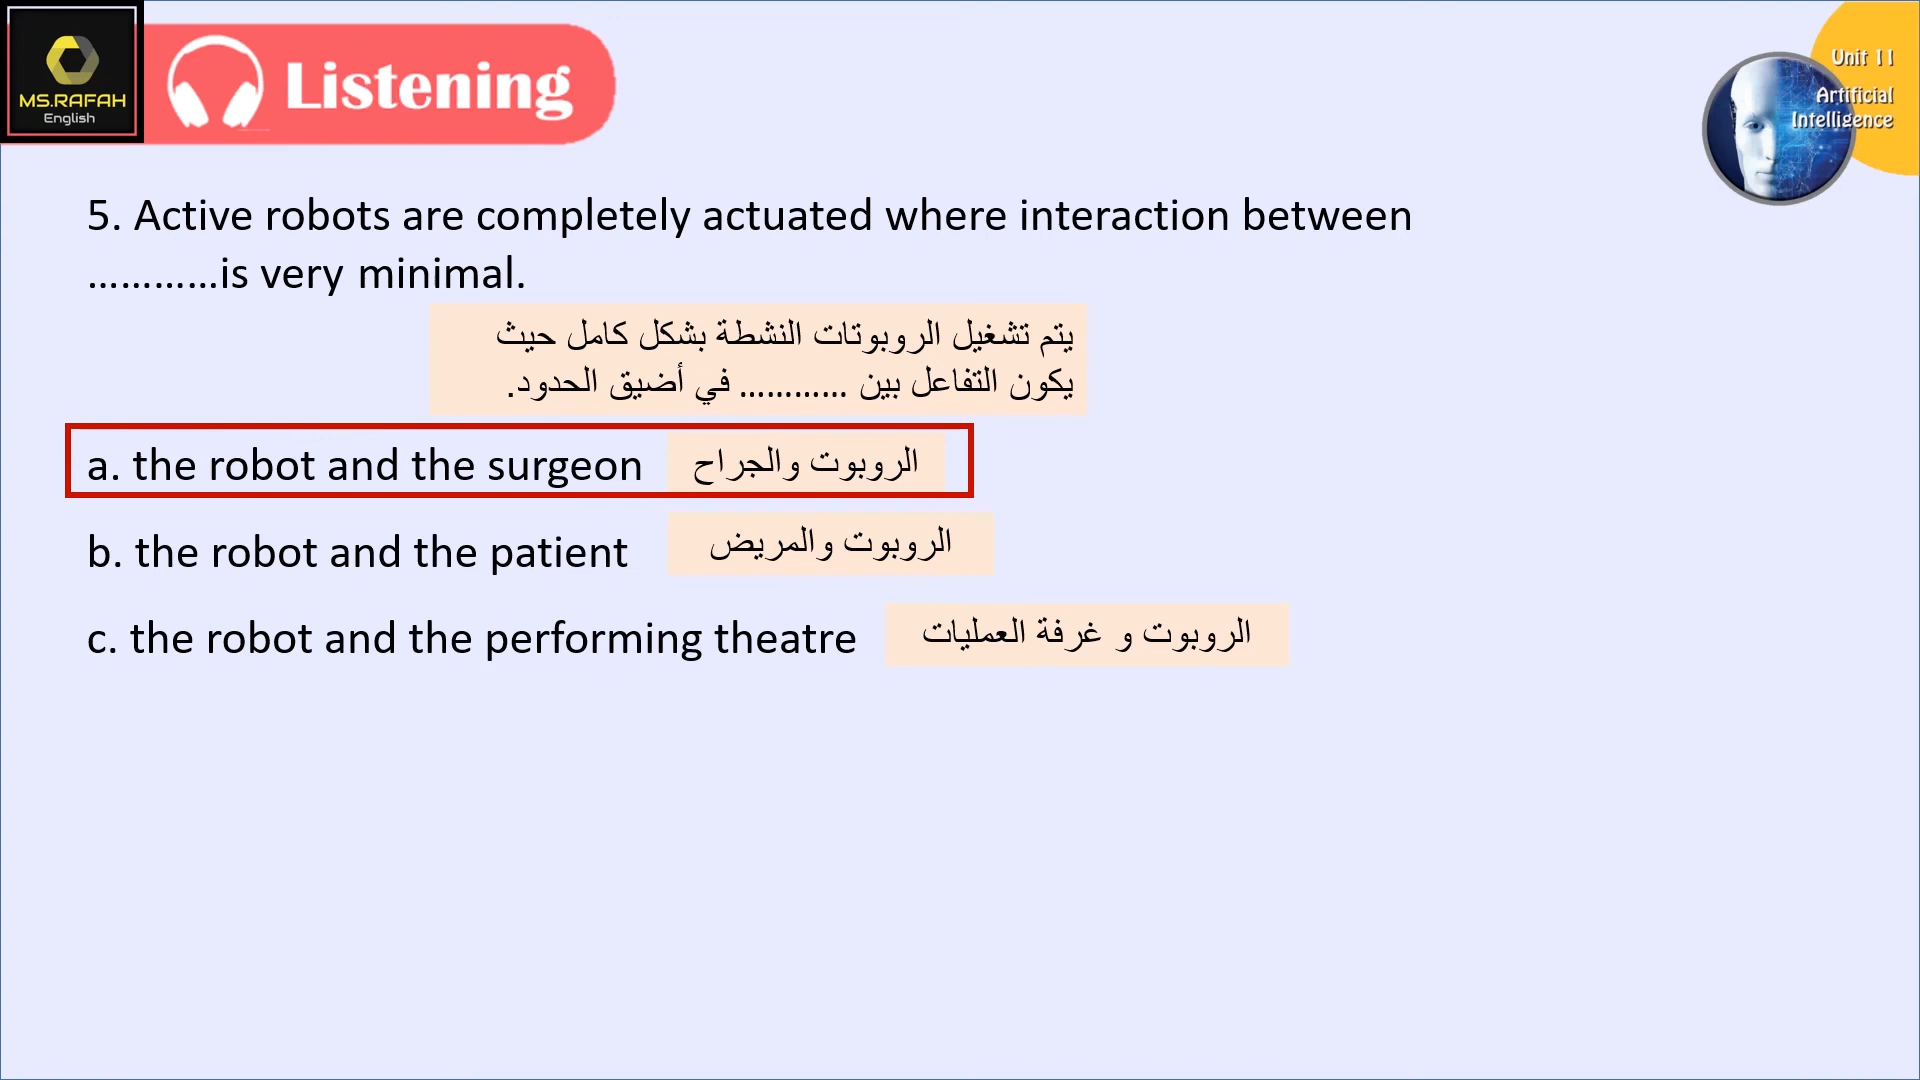 MS.RAFAH
English
Listening
Unit 11
Artificial
Intelligence
5. Active robots are completely actuated where interaction between
…………is very minimal.
يتم تشغيل الروبوتات النشطة بشكل كامل حيث
يكون التفاعل بين ………… في أضيق الحدود.
a. the robot and the surgeon الروبوت والجراح
b. the robot and the patient الروبوت والمريض
c. the robot and the performing theatre الروبوت و غرفة العمليات